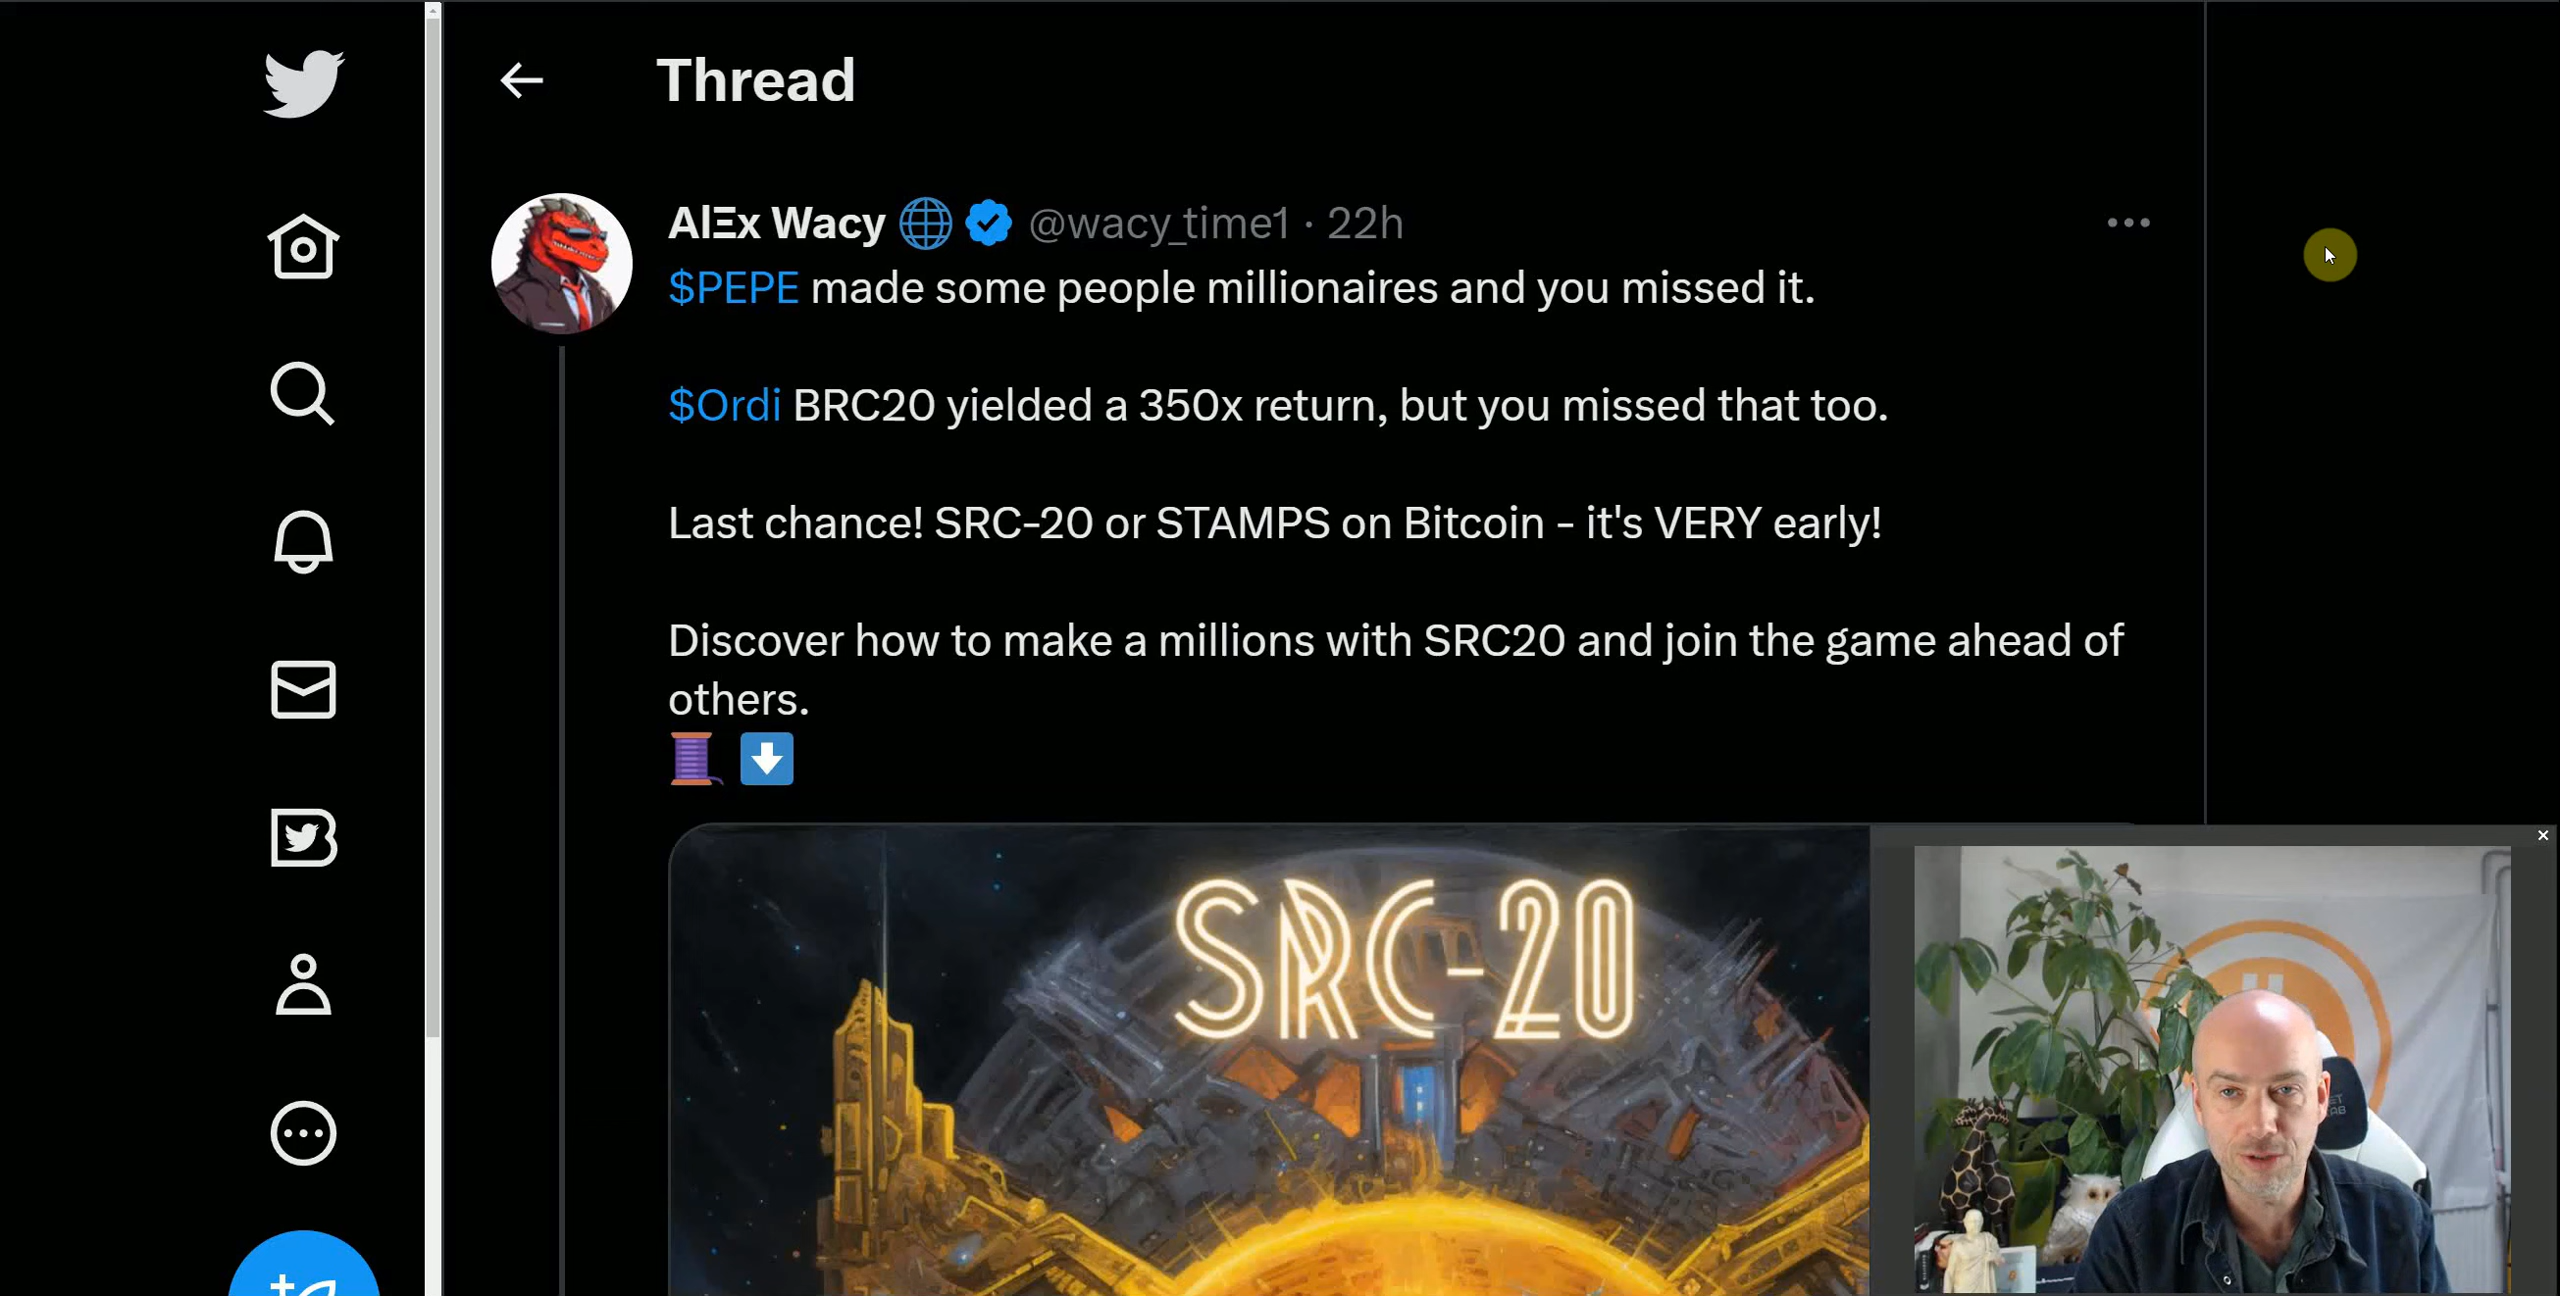 Thread
AlΞx Wacy @wacy_time1 · 22h
$PEPE made some people millionaires and you missed it.
$Ordi BRC20 yielded a 350x return, but you missed that too.
Last chance! SRC-20 or STAMPS on Bitcoin - it's VERY early!
Discover how to make a millions with SRC20 and join the game ahead of
others.
SRC-20